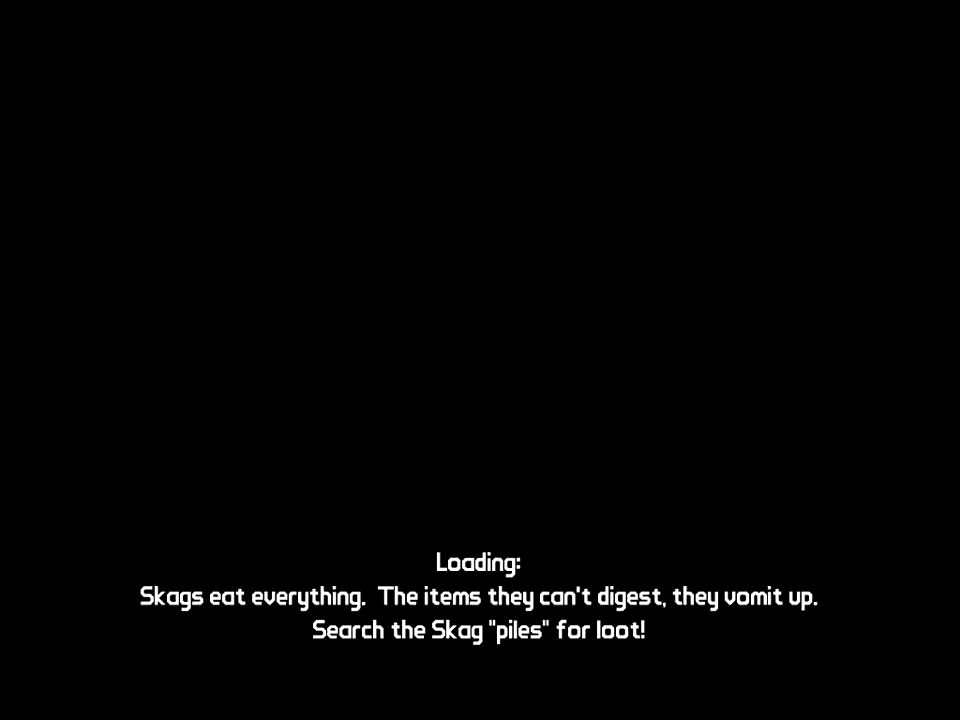 Loading:
Skags eat everything.  The items they can't digest, they vomit up.
Search the Skag "piles" for loot!